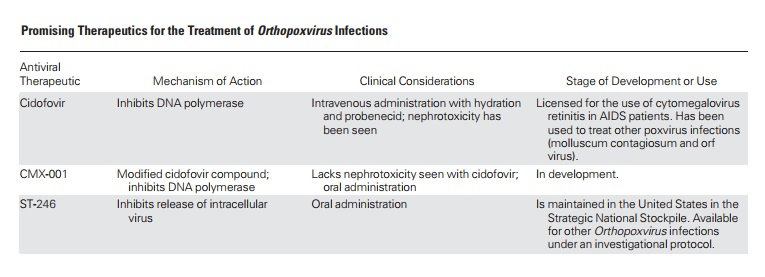 Promising Therapeutics for the Treatment of Orthopoxvirus Infections
Antiviral
Therapeutic Mechanism of Action Clinical Considerations Stage of Development or Use
Cidofovir Inhibits DNA polymerase Intravenous administration with hydration Licensed for the use of cytomegalovirus
and probenecid; nephrotoxicity has retinitis in AIDS patients. Has been
been seen used to treat other poxvirus infections
(molluscum contagiosum and orf
virus).
CMX-001 Modified cidofovir compound; Lacks nephrotoxicity seen with cidofovir; In development.
inhibits DNA polymerase oral administration
ST-246 Inhibits release of intracellular Oral administration Is maintained in the United States in the
virus Strategic National Stockpile. Available
for other Orthopoxvirus infections
under an investigational protocol.